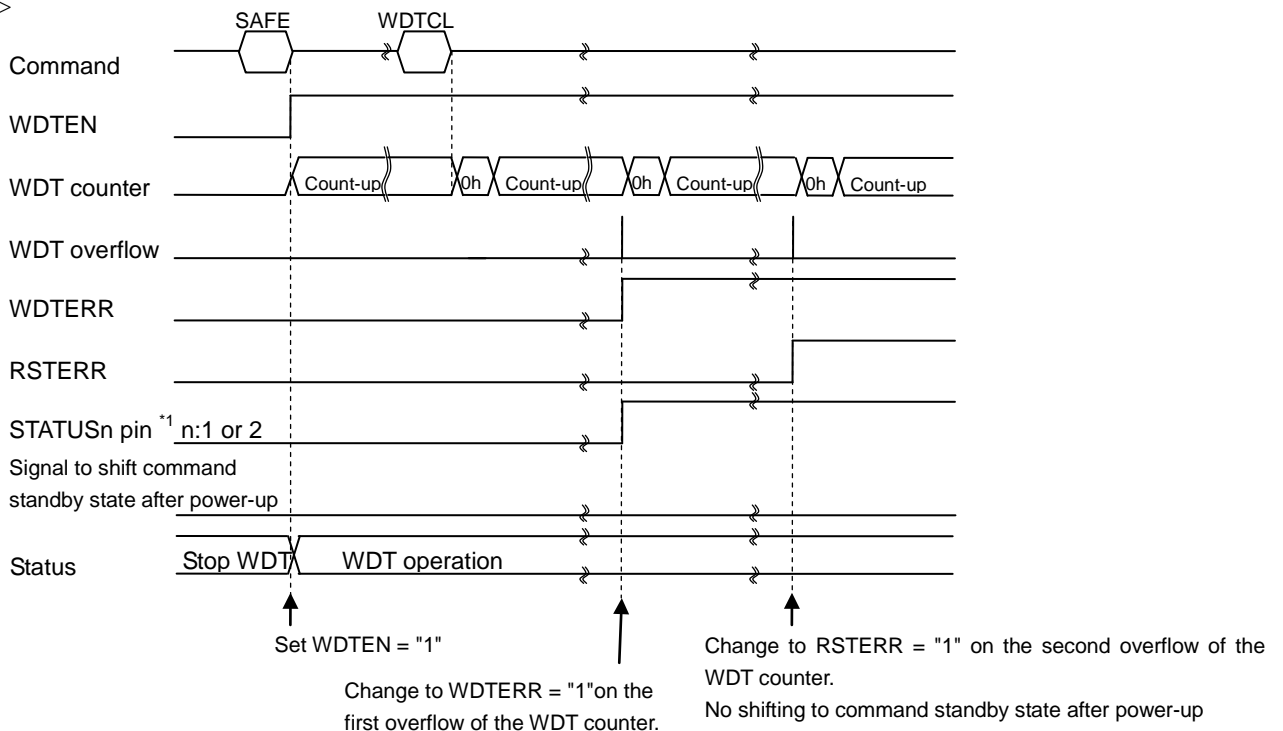 >
SAFE
WDTCL
Command
WDTEN
WDT counter
Count-up
0h
Count-up
0h
Count-up
0h
Count-up
WDT overflow
WDTERR
RSTERR
STATUSn pin *1 n:1 or 2
Signal to shift command
standby state after power-up
Status
Stop WDT
WDT operation
Set WDTEN = "1"
Change to WDTERR = "1"on the
first overflow of the WDT counter.
Change to RSTERR = "1" on the second overflow of the
WDT counter.
No shifting to command standby state after power-up